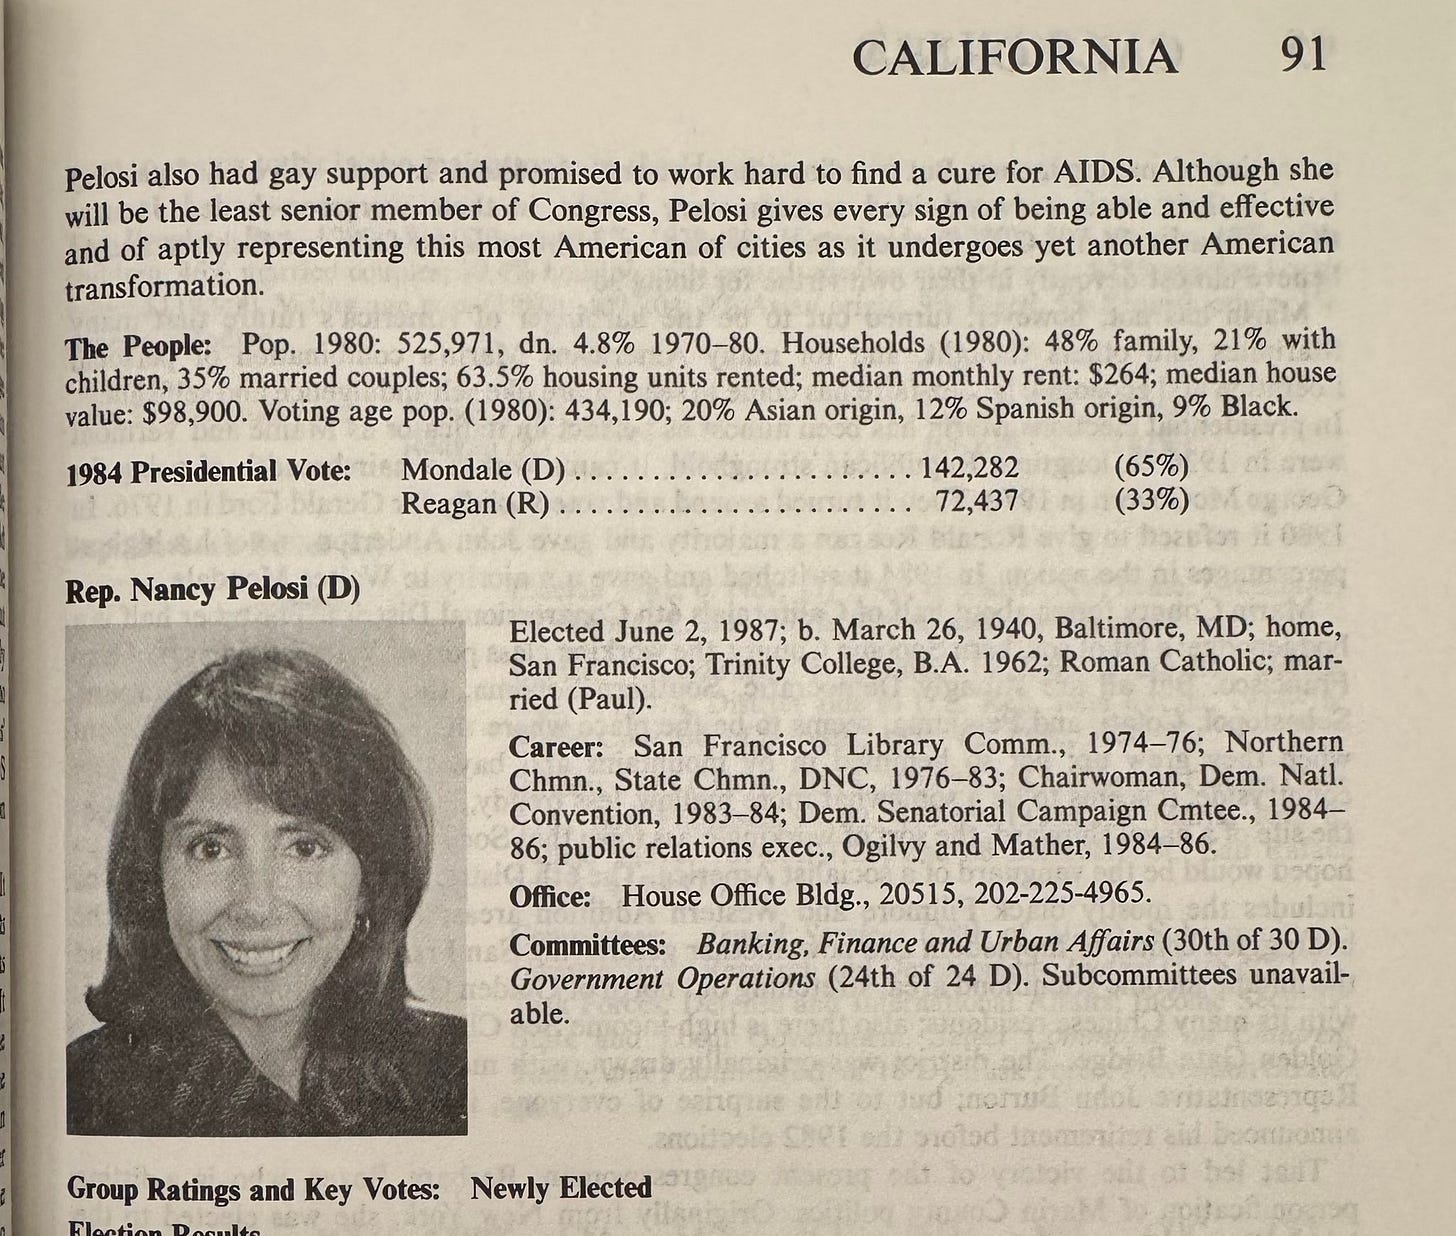 CALIFORNIA 91
Pelosi also had gay support and promised to work hard to find a cure for AIDS. Although she
will be the least senior member of Congress, Pelosi gives every sign of being able and effective
and of aptly representing this most American of cities as it undergoes yet another American
transformation.
The People: Pop. 1980: 525,971, dn. 4.8% 1970–80. Households (1980): 48% family, 21% with
children, 35% married couples; 63.5% housing units rented; median monthly rent: $264; median house
value: $98,900. Voting age pop. (1980): 434,190; 20% Asian origin, 12% Spanish origin, 9% Black.
1984 Presidential Vote: Mondale (D) . . . . . . . . . . . . . . . . . . . . . . . 142,282 (65%)
Reagan (R) . . . . . . . . . . . . . . . . . . . . . . . . 72,437 (33%)
Rep. Nancy Pelosi (D)
Elected June 2, 1987; b. March 26, 1940, Baltimore, MD; home,
San Francisco; Trinity College, B.A. 1962; Roman Catholic; mar-
ried (Paul).
Career: San Francisco Library Comm., 1974–76; Northern
Chmn., State Chmn., DNC, 1976–83; Chairwoman, Dem. Natl.
Convention, 1983–84; Dem. Senatorial Campaign Cmtee., 1984–
86; public relations exec., Ogilvy and Mather, 1984–86.
Office: House Office Bldg., 20515, 202-225-4965.
Committees: Banking, Finance and Urban Affairs (30th of 30 D).
Government Operations (24th of 24 D). Subcommittees unavail-
able.
Group Ratings and Key Votes: Newly Elected
Election Results